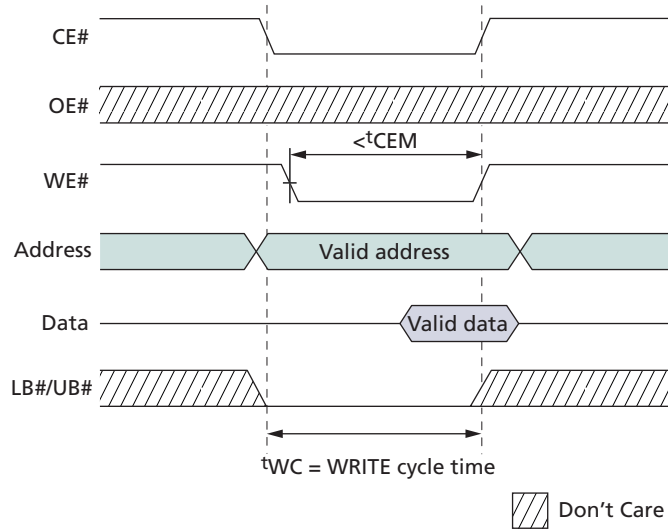 CE#
OE#
<tCEM
WE#
Address
Valid address
Data
Valid data
LB#/UB#
tWC = WRITE cycle time
Don't Care